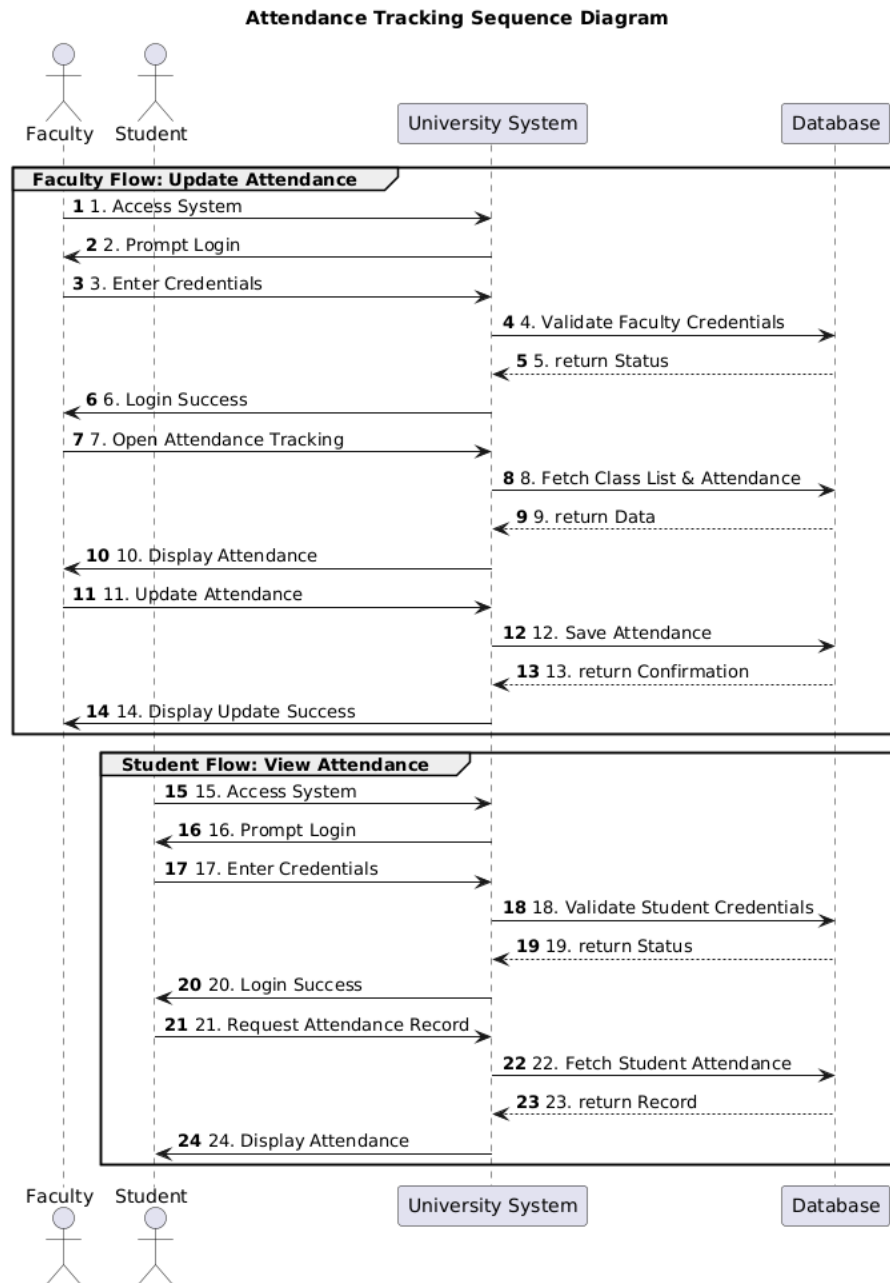 Attendance Tracking Sequence Diagram
Faculty Student University System Database
Faculty Flow: Update Attendance
1 1. Access System
2 2. Prompt Login
3 3. Enter Credentials
4 4. Validate Faculty Credentials
5 5. return Status
6 6. Login Success
7 7. Open Attendance Tracking
8 8. Fetch Class List & Attendance
9 9. return Data
10 10. Display Attendance
11 11. Update Attendance
12 12. Save Attendance
13 13. return Confirmation
14 14. Display Update Success
Student Flow: View Attendance
15 15. Access System
16 16. Prompt Login
17 17. Enter Credentials
18 18. Validate Student Credentials
19 19. return Status
20 20. Login Success
21 21. Request Attendance Record
22 22. Fetch Student Attendance
23 23. return Record
24 24. Display Attendance
Faculty Student University System Database